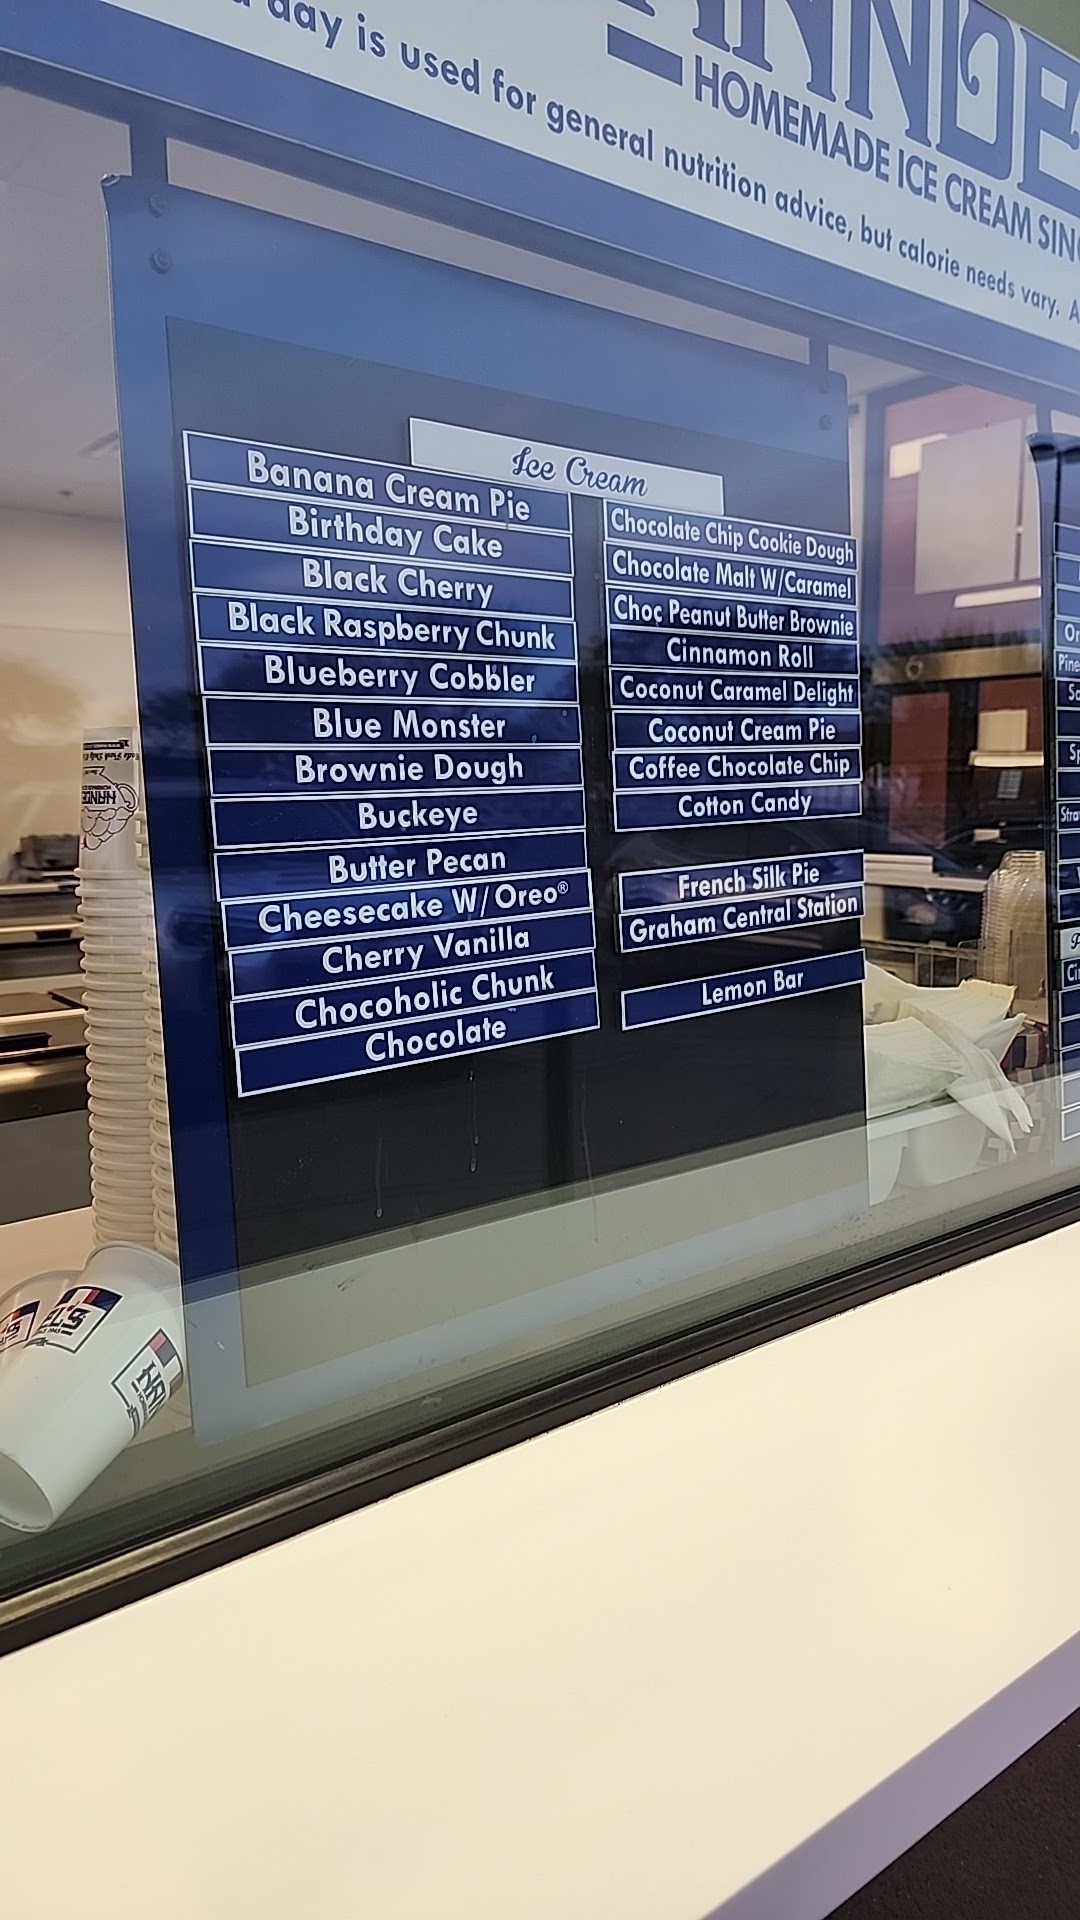 day is used for general nutrition advice, but calorie needs vary. A
HOMEMADE ICE CREAM SINC
Ice Cream
Banana Cream Pie
Birthday Cake
Black Cherry
Black Raspberry Chunk
Blueberry Cobbler
Blue Monster
Brownie Dough
Buckeye
Butter Pecan
Cheesecake W/Oreo®
Cherry Vanilla
Chocoholic Chunk
Chocolate
Chocolate Chip Cookie Dough
Chocolate Malt W/Caramel
Choc Peanut Butter Brownie
Cinnamon Roll
Coconut Caramel Delight
Coconut Cream Pie
Coffee Chocolate Chip
Cotton Candy
French Silk Pie
Graham Central Station
Lemon Bar